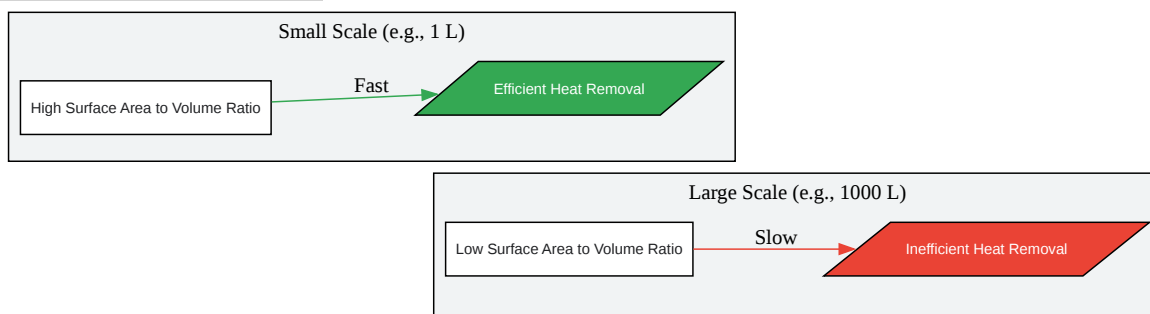 Small Scale (e.g., 1 L)
High Surface Area to Volume Ratio
Fast
Efficient Heat Removal
Large Scale (e.g., 1000 L)
Low Surface Area to Volume Ratio
Slow
Inefficient Heat Removal